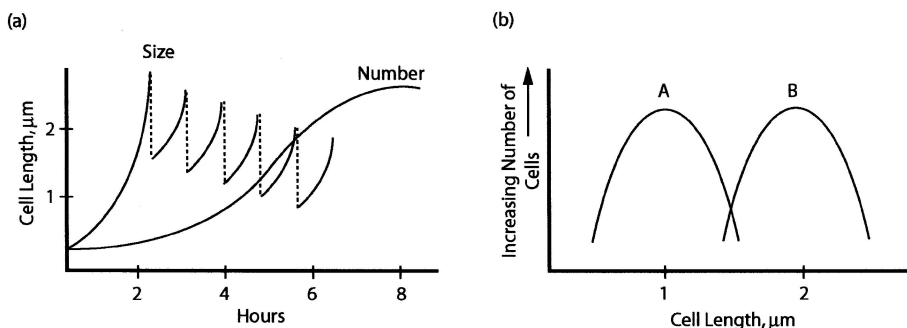 (a)
Size
Number
Cell Length, μm
2
1
2
4
6
8
Hours
(b)
A
B
Increasing Number of
Cells
1
2
Cell Length, μm